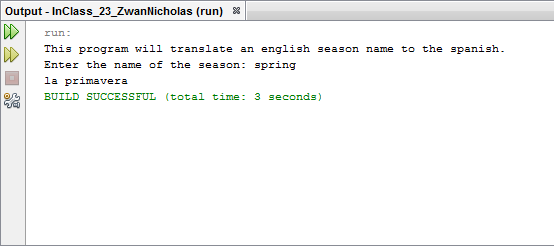 Output - InClass_23_ZwanNicholas (run)
run:
This program will translate an english season name to the spanish.
Enter the name of the season: spring
la primavera
BUILD SUCCESSFUL (total time: 3 seconds)